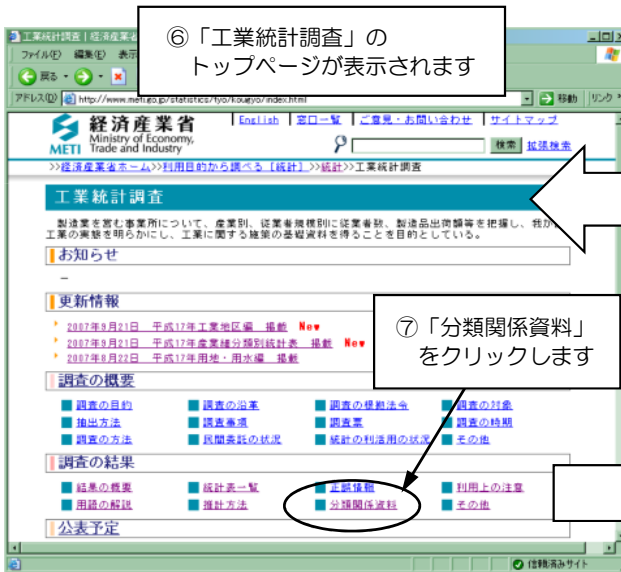 ⑥「工業統計調査」の
トップページが表示されます
工業統計調査|経済産業省
ファイル(F) 編集(E) 表示
戻る
アドレス(D) http://www.meti.go.jp/statistics/tyo/kougyo/index.html 移動 リンク
経済産業省
Ministry of Economy,
METI Trade and Industry
English 窓口一覧 ご意見・お問い合わせ サイトマップ
検索 拡張検索
>>経済産業省ホーム>>利用目的から調べる [統計] >>統計>>工業統計調査
工業統計調査
製造業を営む事業所について、産業別、従業者規模別に従業者数、製造品出荷額等を把握し、我が
工業の実態を明らかにし、工業に関する施策の基礎資料を得ることを目的としている。
お知らせ
−
更新情報
2007年9月21日 平成17年工業地区編 掲載 New
2007年9月21日 平成17年産業細分類別統計表 掲載 New
2007年8月22日 平成17年用地・用水編 掲載
⑦「分類関係資料」
をクリックします
調査の概要
調査の目的 調査の沿革 調査の根拠法令 調査の対象
抽出方法 調査事項 調査票 調査の時期
調査の方法 民間委託の状況 統計の利活用の状況 その他
調査の結果
結果の概要 統計表一覧 正誤情報 利用上の注意
用語の解説 推計方法 分類関係資料 その他
公表予定
信頼済みサイト